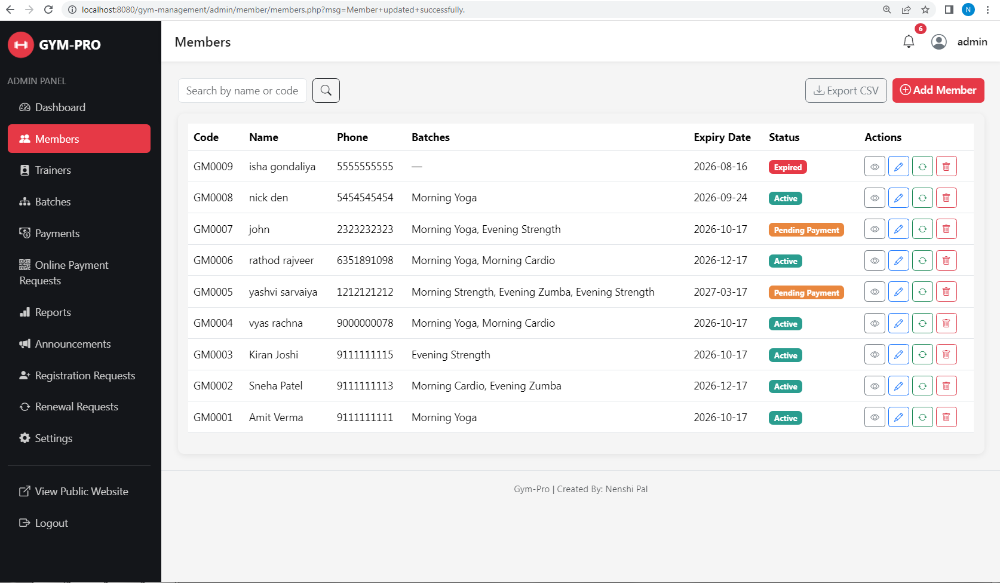 localhost:8080/gym-management/admin/member/members.php?msg=Member+updated+successfully.
N
GYM-PRO
ADMIN PANEL
Dashboard
Members
Trainers
Batches
Payments
Online Payment
Requests
Reports
Announcements
Registration Requests
Renewal Requests
Settings
View Public Website
Logout
Members
6
admin
Search by name or code
Export CSV
Add Member
Code Name Phone Batches Expiry Date Status Actions
GM0009 isha gondaliya 5555555555 — 2026-08-16 Expired
GM0008 nick den 5454545454 Morning Yoga 2026-09-24 Active
GM0007 john 2323232323 Morning Yoga, Evening Strength 2026-10-17 Pending Payment
GM0006 rathod rajveer 6351891098 Morning Yoga, Morning Cardio 2026-12-17 Active
GM0005 yashvi sarvaiya 1212121212 Morning Strength, Evening Zumba, Evening Strength 2027-03-17 Pending Payment
GM0004 vyas rachna 9000000078 Morning Yoga, Morning Cardio 2026-10-17 Active
GM0003 Kiran Joshi 9111111115 Evening Strength 2026-10-17 Active
GM0002 Sneha Patel 9111111113 Morning Cardio, Evening Zumba 2026-12-17 Active
GM0001 Amit Verma 9111111111 Morning Yoga 2026-10-17 Active
Gym-Pro | Created By: Nenshi Pal